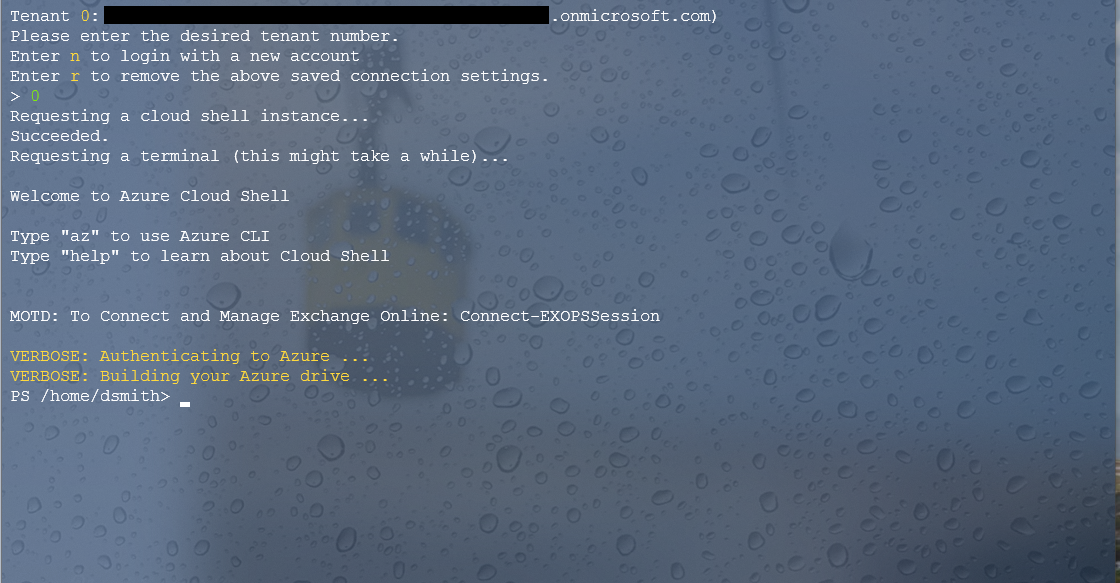 Tenant 0: .onmicrosoft.com)
Please enter the desired tenant number.
Enter n to login with a new account
Enter r to remove the above saved connection settings.
> 0
Requesting a cloud shell instance...
Succeeded.
Requesting a terminal (this might take a while)...
Welcome to Azure Cloud Shell
Type "az" to use Azure CLI
Type "help" to learn about Cloud Shell
MOTD: To Connect and Manage Exchange Online: Connect-EXOPSSession
VERBOSE: Authenticating to Azure ...
VERBOSE: Building your Azure drive ...
PS /home/dsmith>